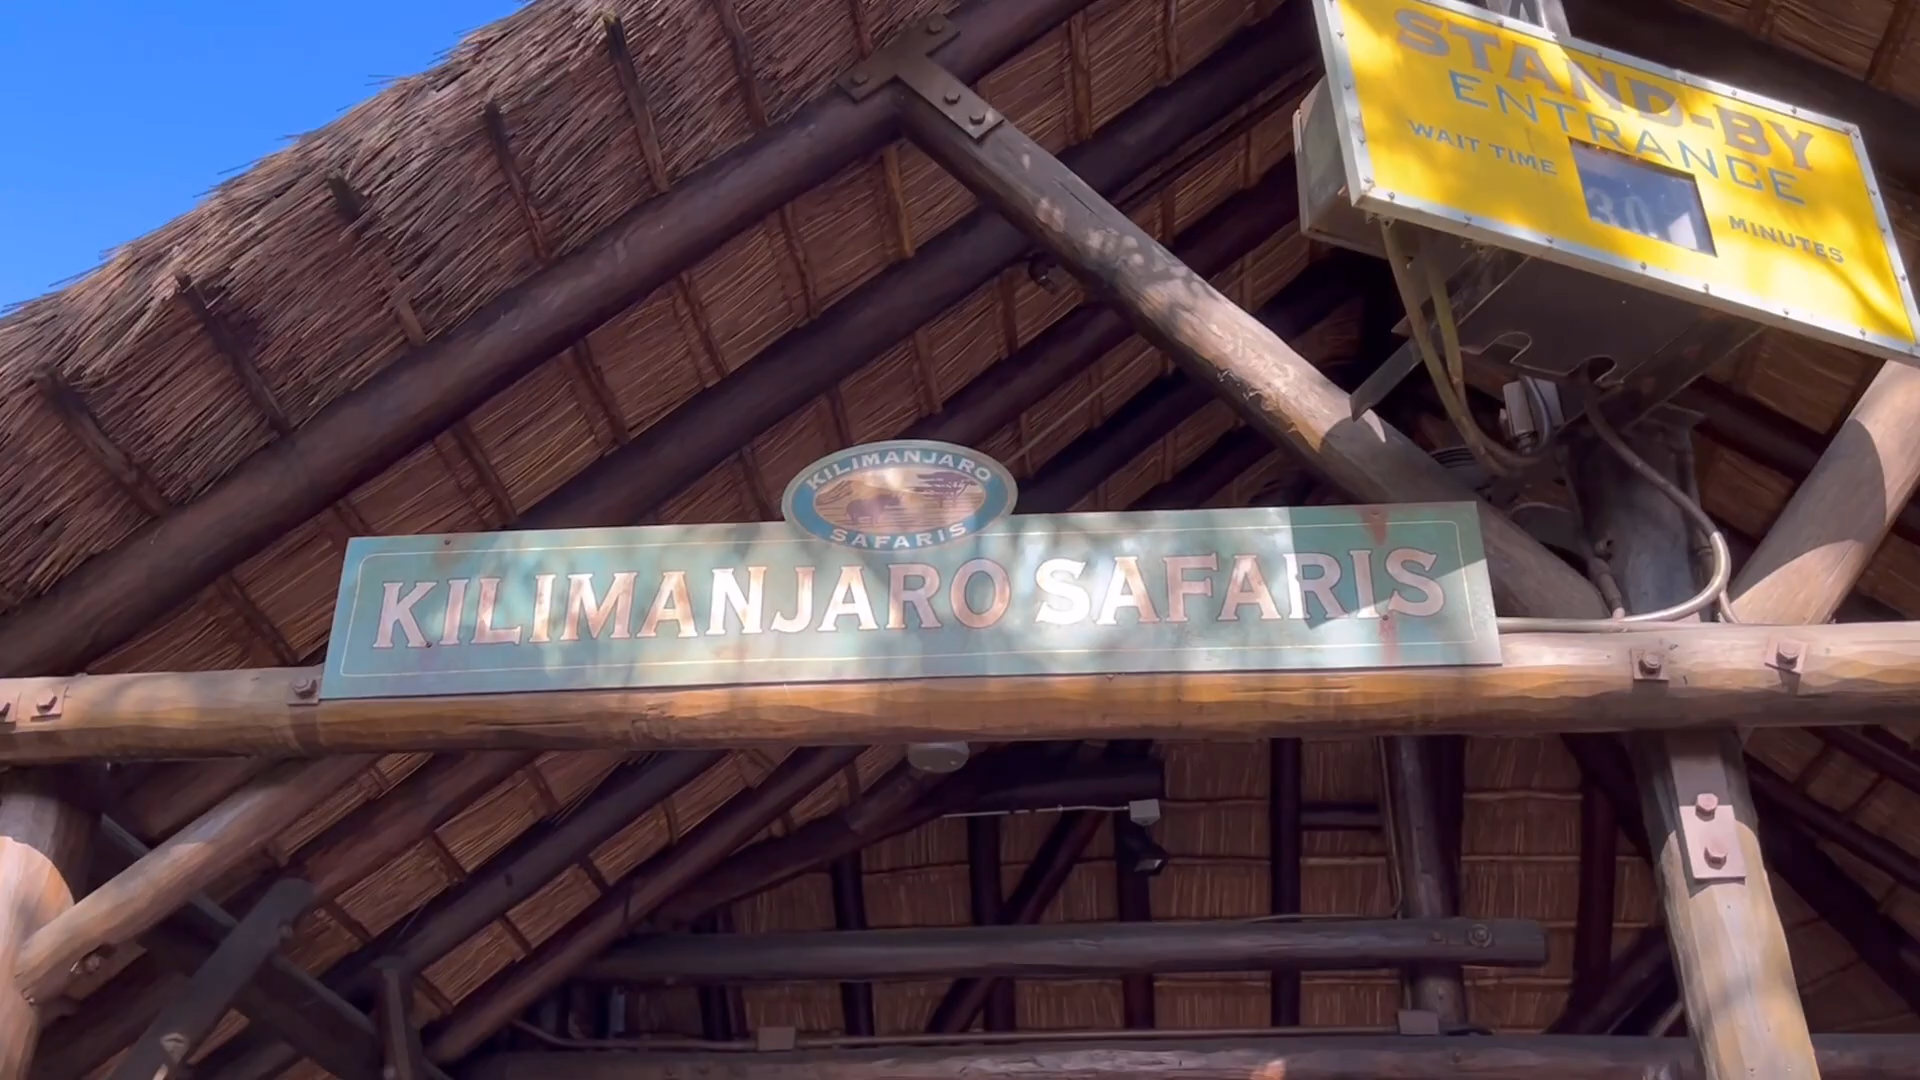 STAND-BY
ENTRANCE
WAIT TIME
30
MINUTES
KILIMANJARO
SAFARIS
KILIMANJARO SAFARIS